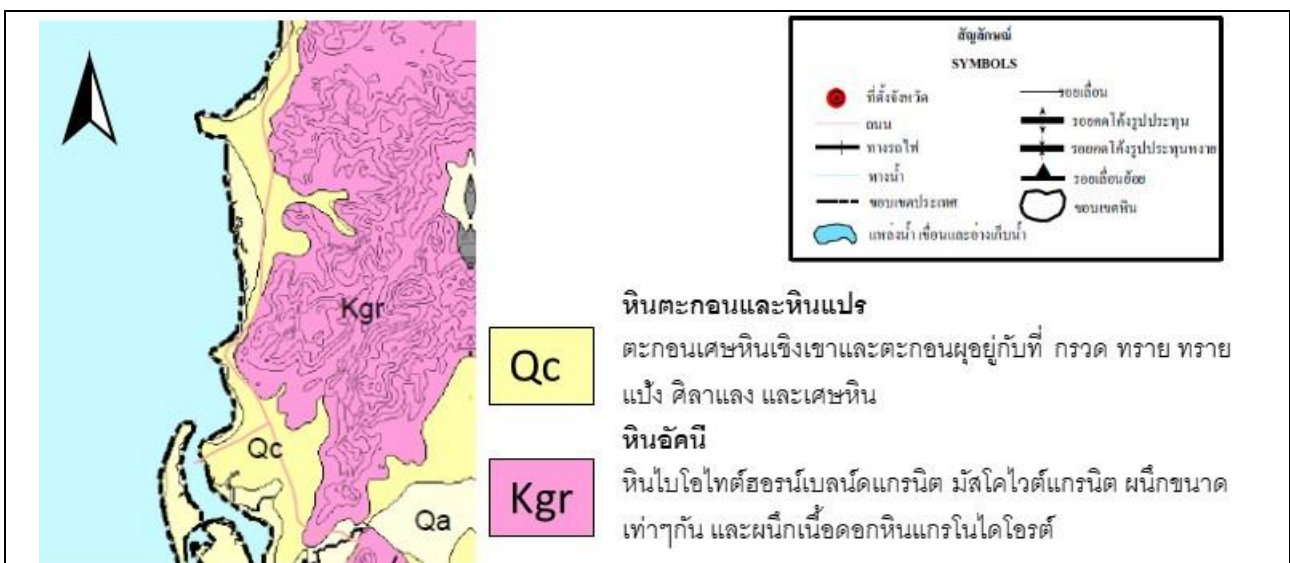 สัญลักษณ์
SYMBOLS
ที่ตั้งจังหวัด
ถนน
ทางรถไฟ
ทางน้ำ
ขอบเขตประเทศ
แหล่งน้ำ เขื่อนและอ่างเก็บน้ำ
รอยเลื่อน
รอยคดโค้งรูปประทุน
รอยคดโค้งรูปประทุนหงาย
รอยเลื่อนย้อย
ขอบเขตหิน
Kgr
Qc
Qa
Qc
หินตะกอนและหินแปร
ตะกอนเศษหินเชิงเขาและตะกอนผุอยู่กับที่ กรวด ทราย ทราย
แป้ง ศิลาแลง และเศษหิน
Kgr
หินอัคนี
หินไบโอไทต์ฮอรน์เบลน์ดแกรนิต มัสโคไวต์แกรนิต ผนึกขนาด
เท่าๆกัน และผนึกเนื้อดอกหินแกรโนไดโอรต์